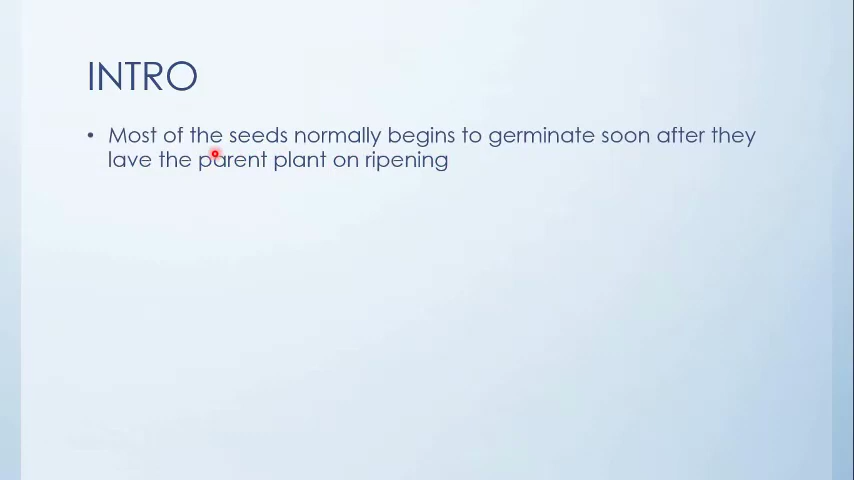 INTRO
• Most of the seeds normally begins to germinate soon after they
lave the parent plant on ripening